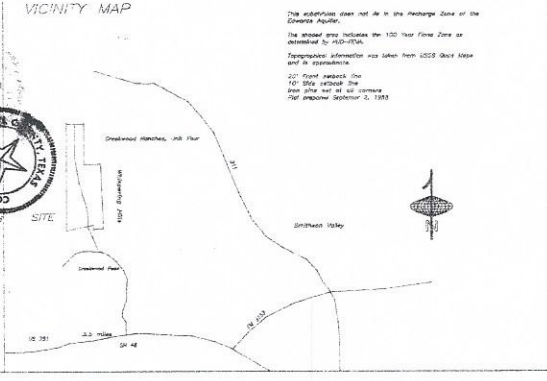 VICINITY MAP
This subdivision does not lie in the Recharge Zone of the
Edwards Aquifer.
The shaded area includes the 100 Year Flood Zone as
determined by HUD-FEMA.
Topographical information was taken from USGS Quad Maps
and is approximate.
20' Front setback line
10' Side setback line
Iron pins set at all corners
Plat prepared September 2, 1988
Creekwood Ranches, Unit Four
311
COUNTY, TEXAS
SITE
Whispering Hills
Smithson Valley
Creekwood Pass
FM
US 281
3.5 miles
SH 46